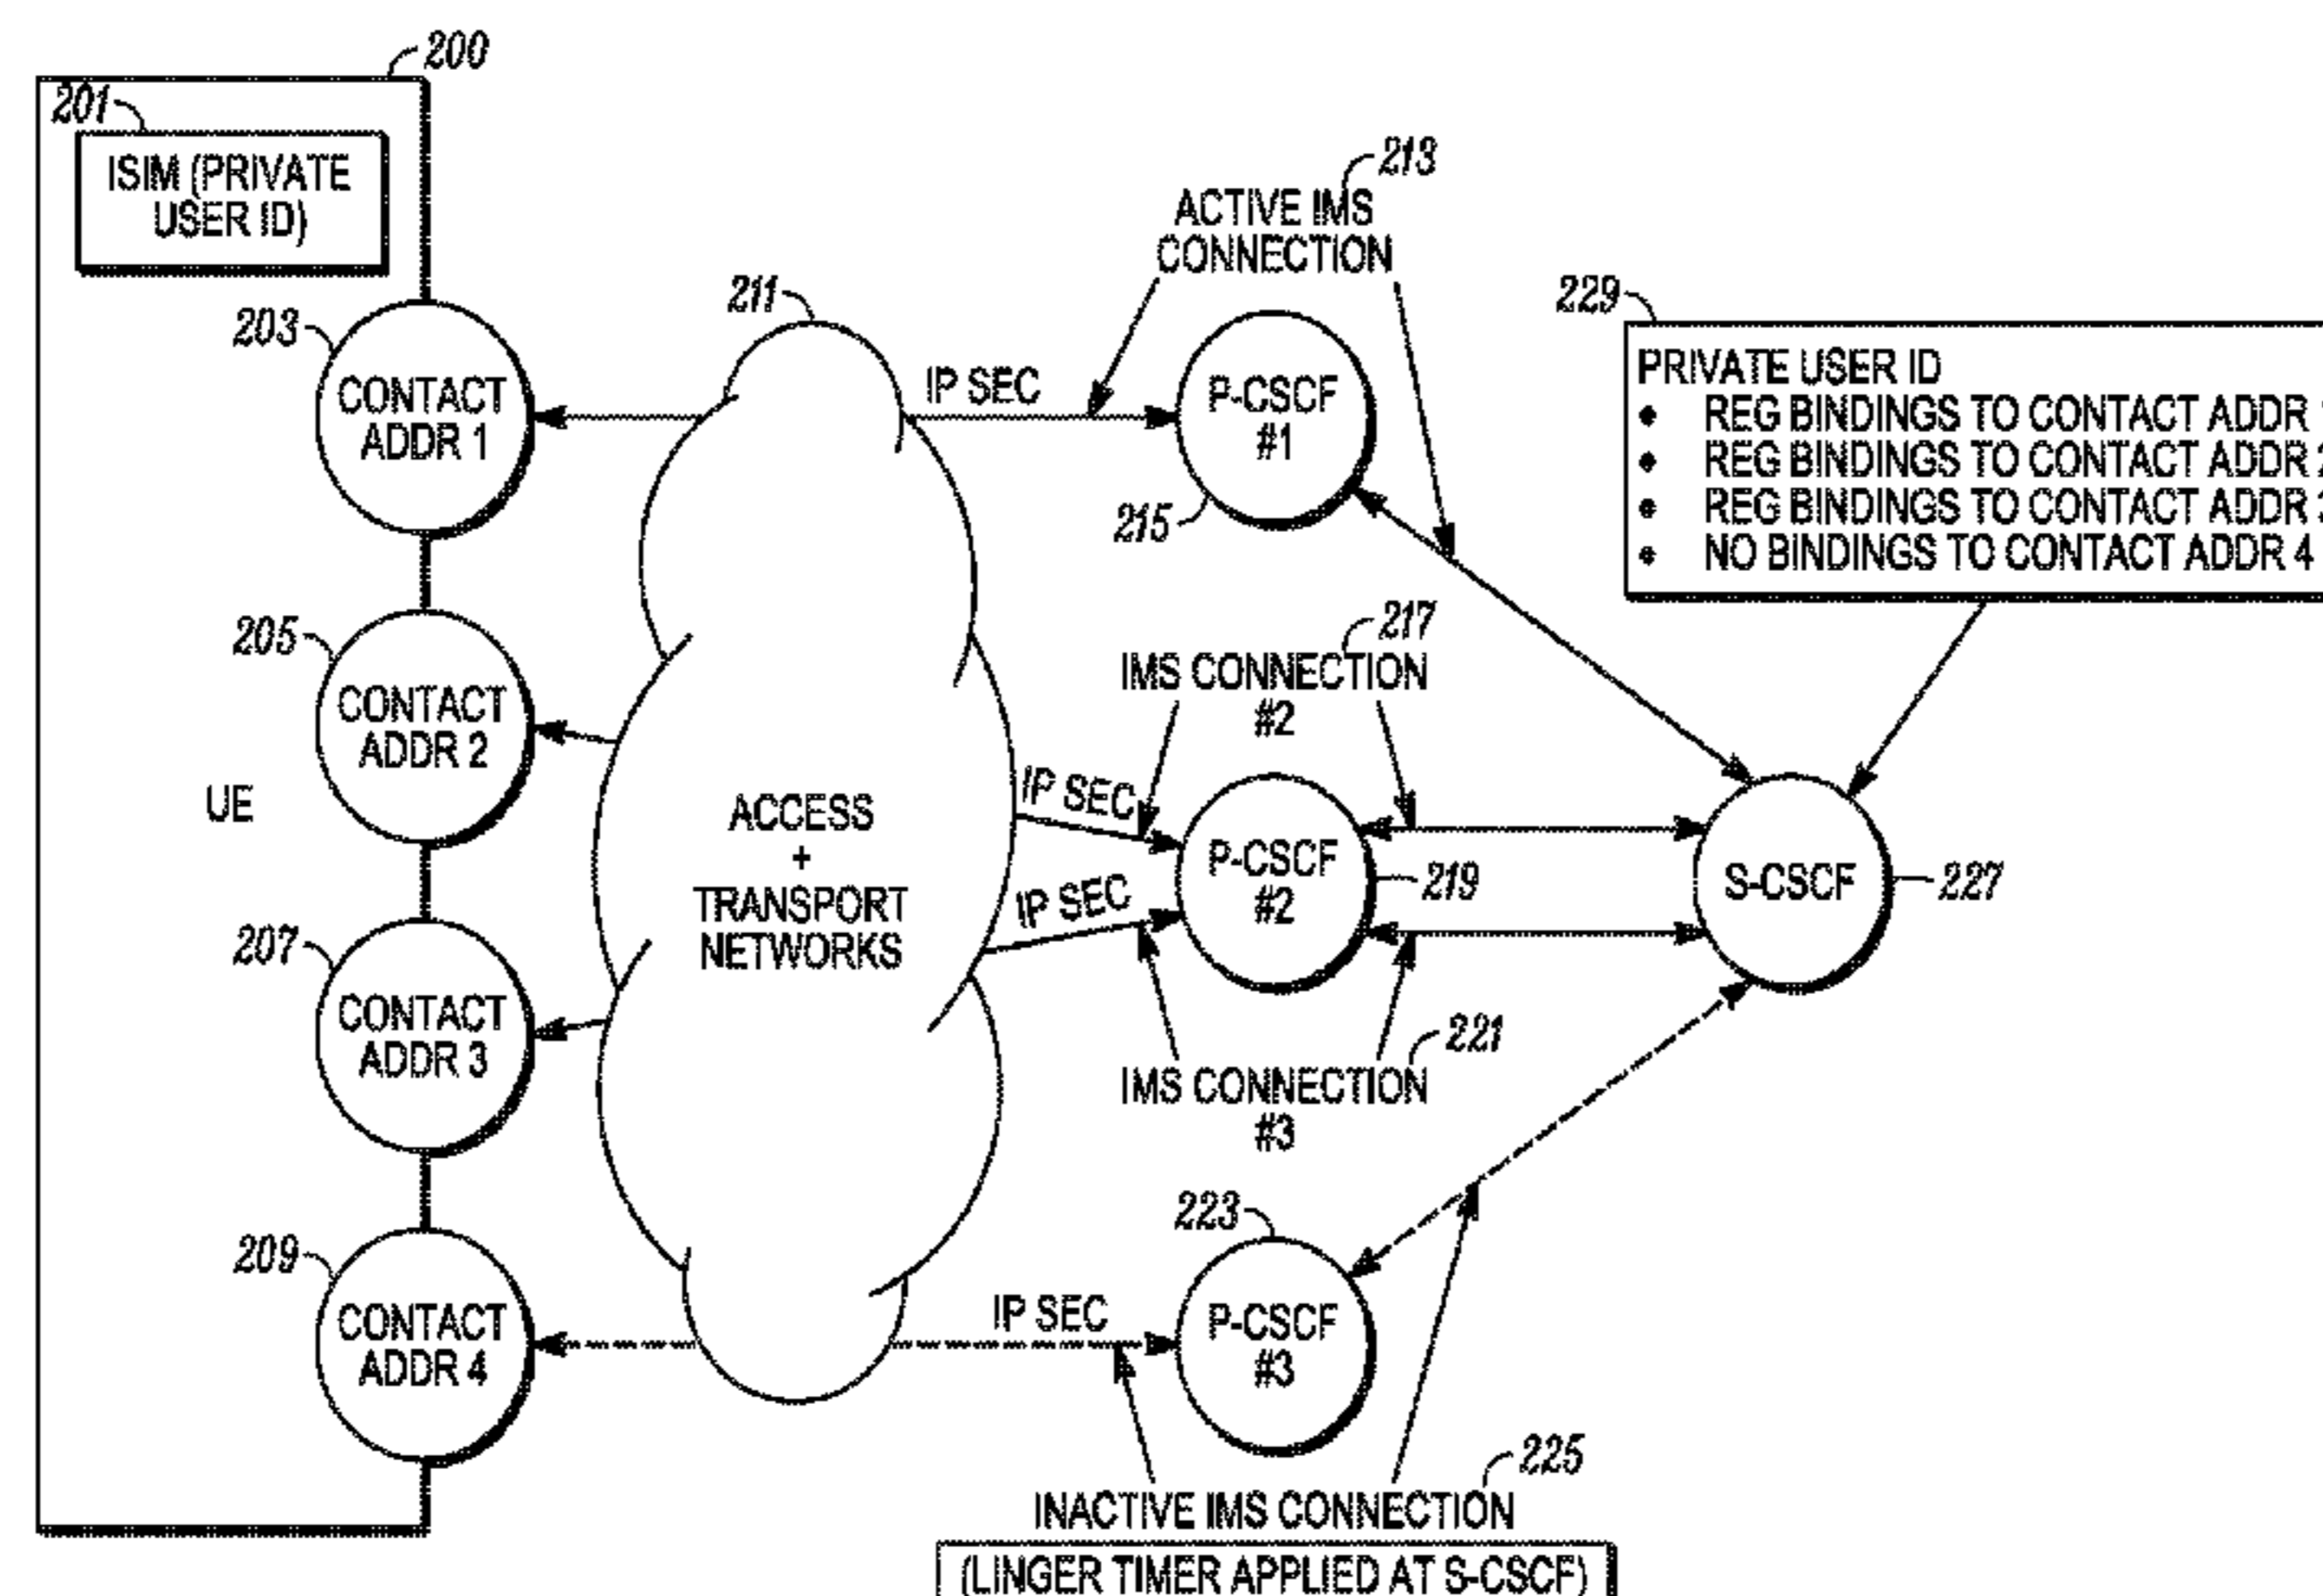 200
201
ISIM (PRIVATE
USER ID)
213
ACTIVE IMS
CONNECTION
211
229
203
CONTACT
ADDR 1
IP SEC
P-CSCF
#1
215
PRIVATE USER ID
• REG BINDINGS TO CONTACT ADDR 1
• REG BINDINGS TO CONTACT ADDR 2
• REG BINDINGS TO CONTACT ADDR 3
• NO BINDINGS TO CONTACT ADDR 4
205
CONTACT
ADDR 2
217
IMS CONNECTION
#2
UE
ACCESS
+
TRANSPORT
NETWORKS
IP SEC
IP SEC
P-CSCF
#2
219
S-CSCF
227
207
CONTACT
ADDR 3
221
IMS CONNECTION
#3
209
CONTACT
ADDR 4
IP SEC
223
P-CSCF
#3
225
INACTIVE IMS CONNECTION
(LINGER TIMER APPLIED AT S-CSCF)